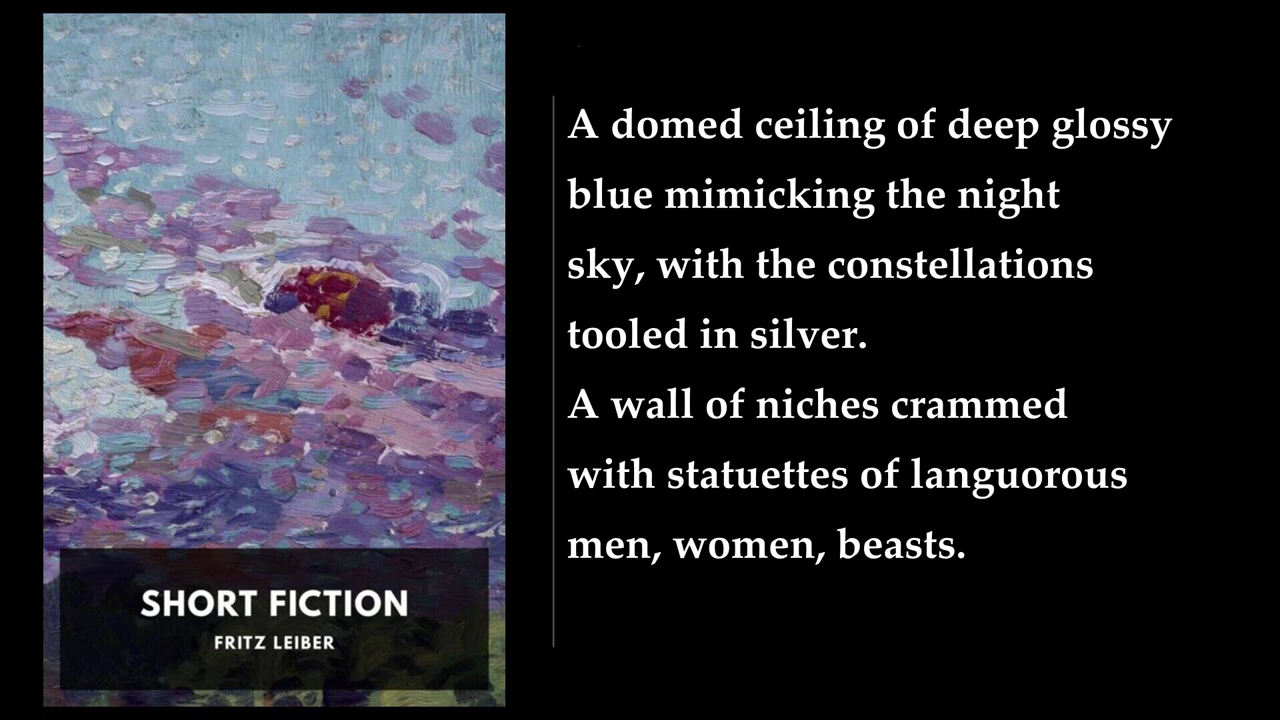 A domed ceiling of deep glossy
blue mimicking the night
sky, with the constellations
tooled in silver.
A wall of niches crammed
with statuettes of languorous
men, women, beasts.
SHORT FICTION
FRITZ LEIBER